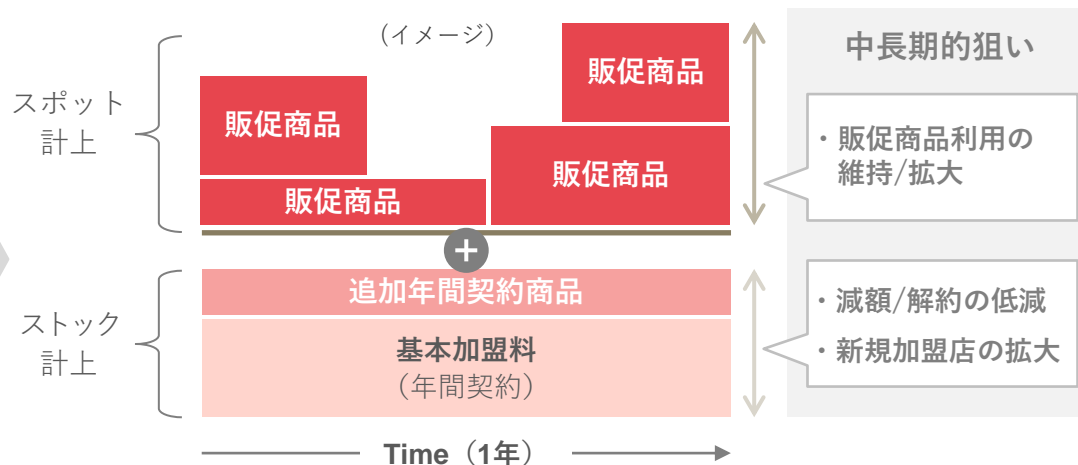 （イメージ）
スポット
計上
販促商品
販促商品
販促商品
販促商品
+
ストック
計上
追加年間契約商品
基本加盟料
（年間契約）
Time（1年）
中長期的狙い
・販促商品利用の
維持/拡大
・減額/解約の低減
・新規加盟店の拡大